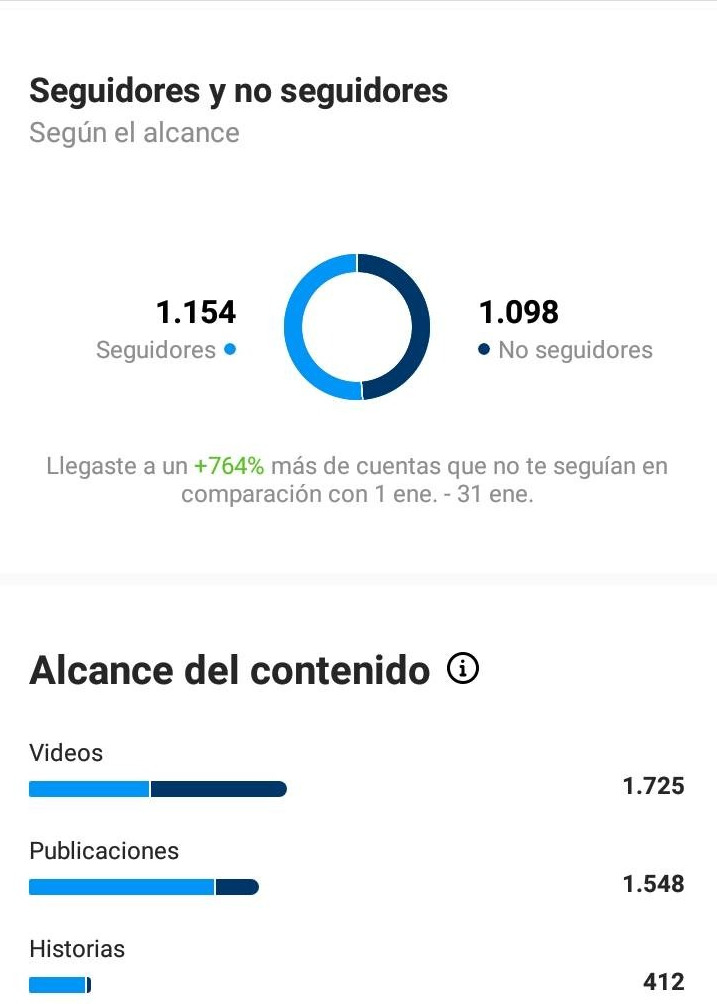 Seguidores y no seguidores
Según el alcance
1.154
Seguidores
1.098
No seguidores
Llegaste a un +764% más de cuentas que no te seguían en
comparación con 1 ene. - 31 ene.
Alcance del contenido
Videos
1.725
Publicaciones
1.548
Historias
412